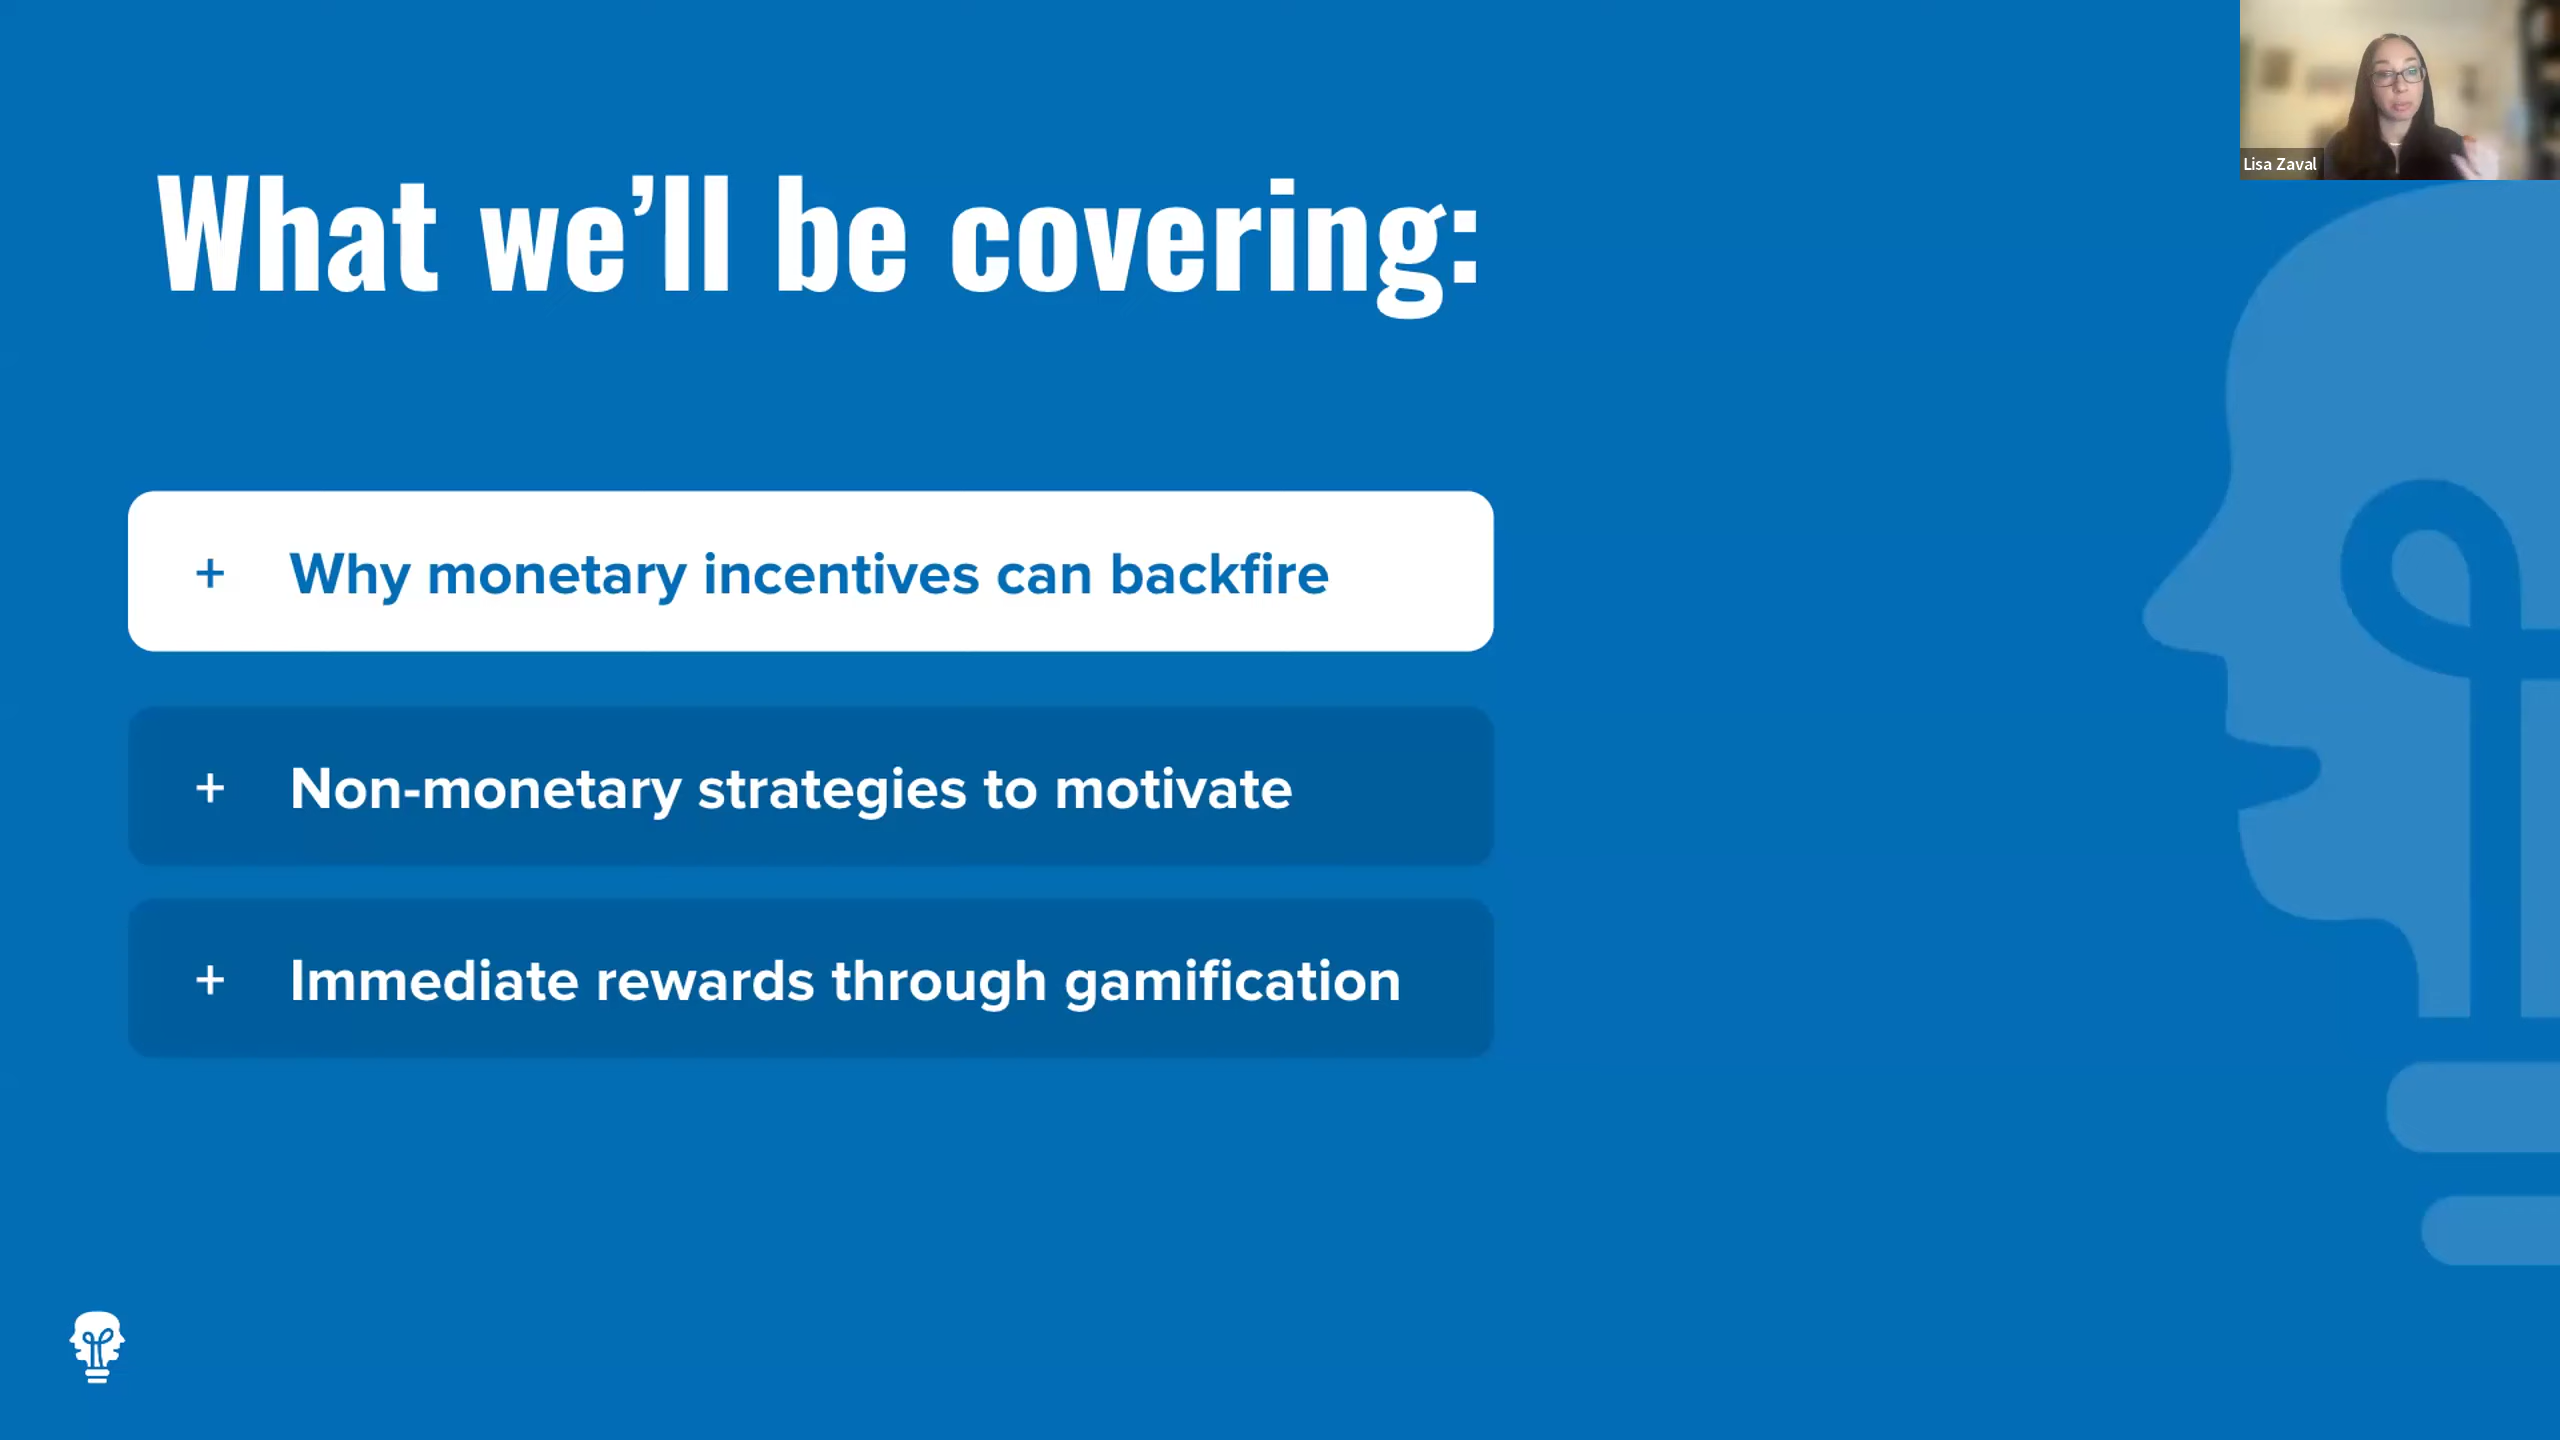 Lisa Zaval
What we’ll be covering:
+ Why monetary incentives can backfire
+ Non-monetary strategies to motivate
+ Immediate rewards through gamification